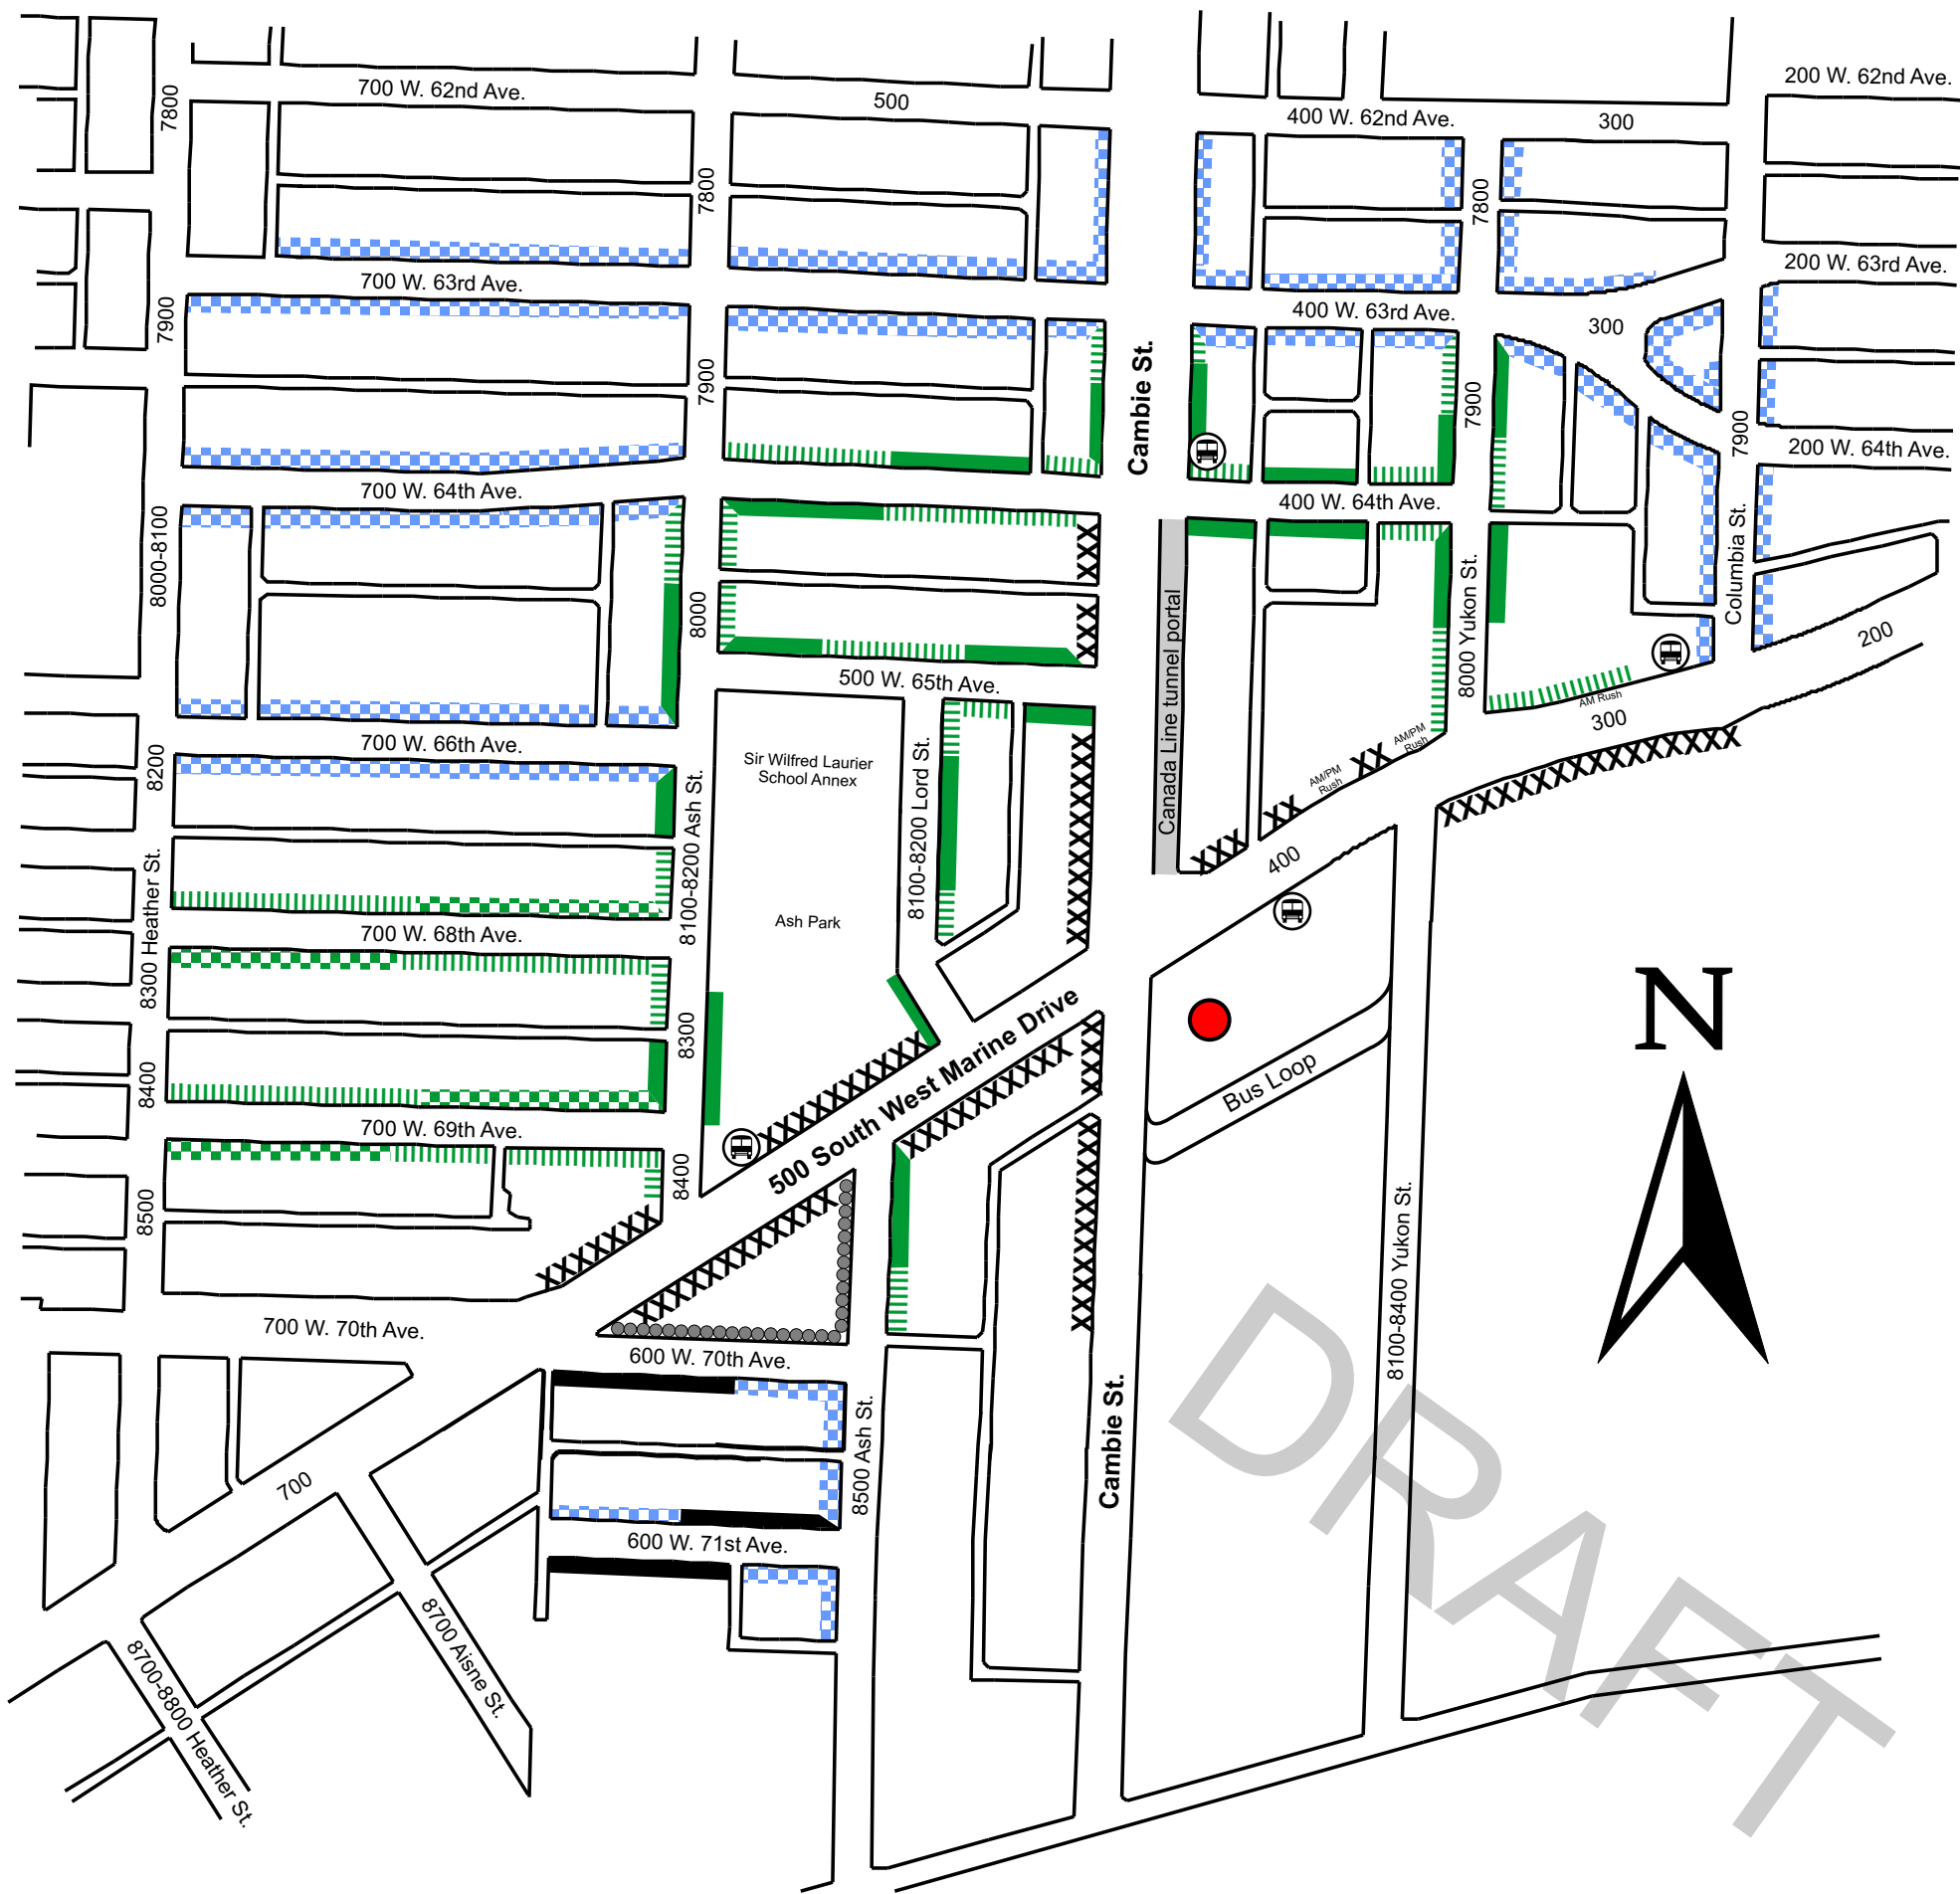 700 W. 62nd Ave.
500
400 W. 62nd Ave.
300
200 W. 62nd Ave.
7800
7800
7800
700 W. 63rd Ave.
400 W. 63rd Ave.
300
200 W. 63rd Ave.
7900
7900
Cambie St.
7900
7900
700 W. 64th Ave.
400 W. 64th Ave.
200 W. 64th Ave.
8000-8100
8000
Canada Line tunnel portal
8000 Yukon St.
Columbia St.
200
500 W. 65th Ave.
AM Rush
300
700 W. 66th Ave.
AM/PM
Rush
AM/PM
Rush
8200
Sir Wilfred Laurier
School Annex
8100-8200 Lord St.
8100-8200 Ash St.
400
8300 Heather St.
Ash Park
700 W. 68th Ave.
N
8300
500 South West Marine Drive
Bus Loop
8400
700 W. 69th Ave.
8400
8500
8100-8400 Yukon St.
700 W. 70th Ave.
600 W. 70th Ave.
8500 Ash St.
Cambie St.
700
600 W. 71st Ave.
8700 Aisne St.
8700-8800 Heather St.
DRAFT
X X X X X X X X X X X X X X X X